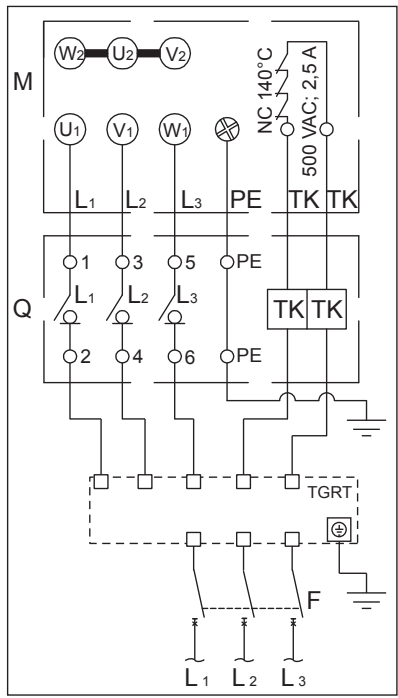 W2 U2 V2
M
U1 V1 W1
NC 140°C
500 VAC; 2,5 A
L1 L2 L3 PE TK TK
1 3 5 PE
Q L1 L2 L3 TK TK
2 4 6 PE
TGRT
F
L1 L2 L3